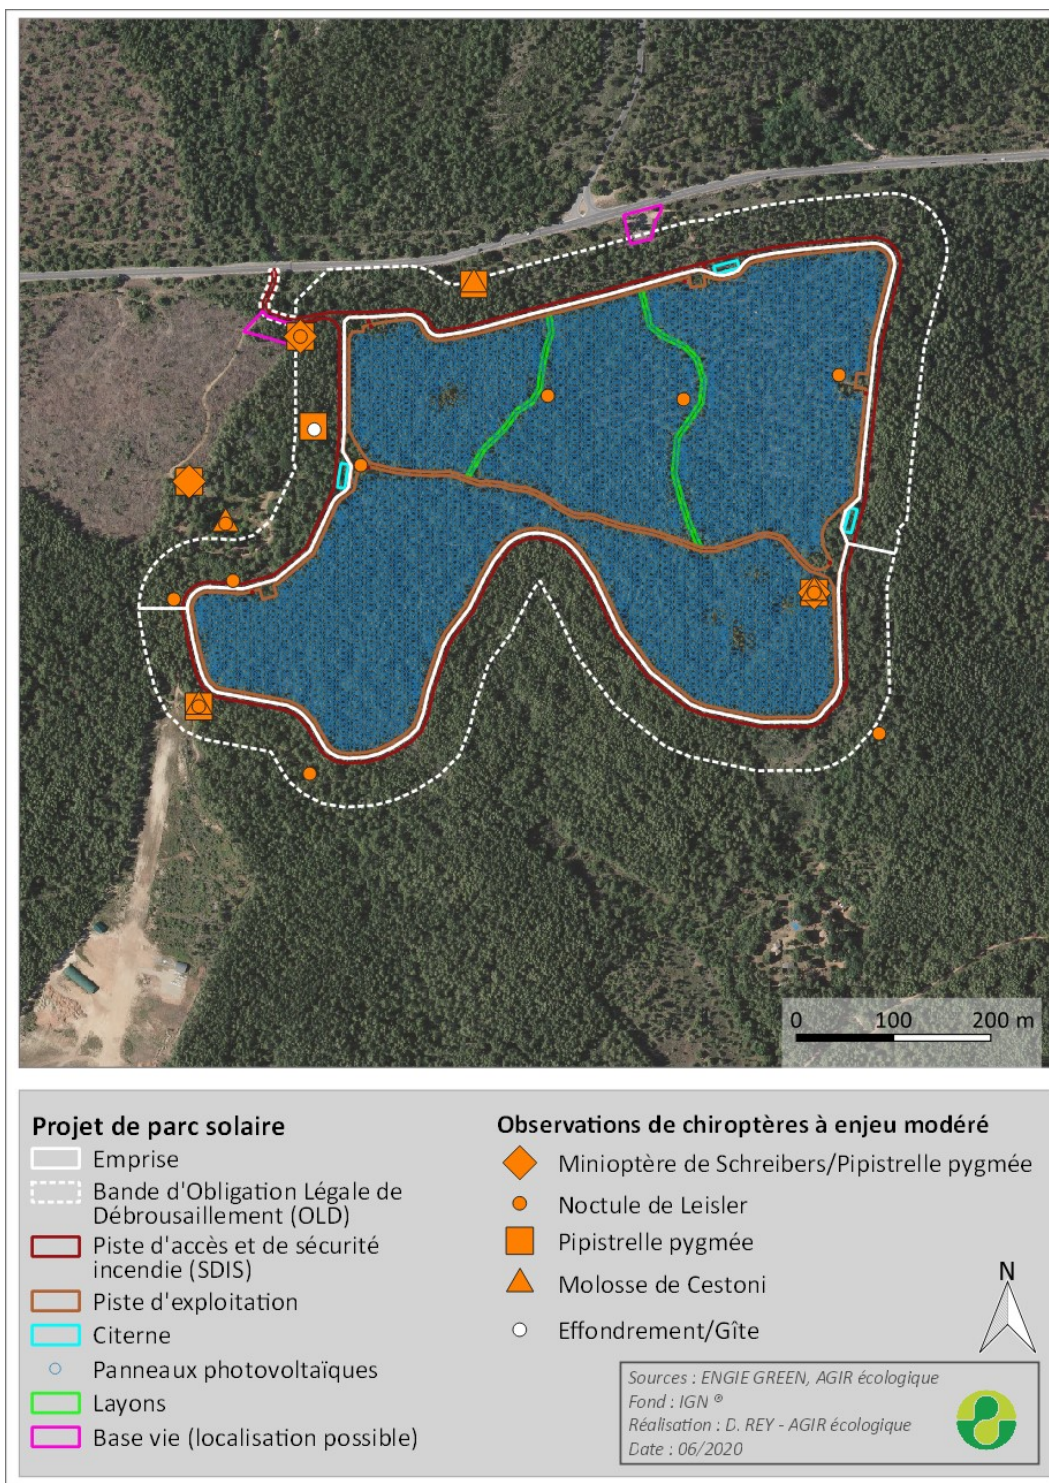 0 100 200 m
Projet de parc solaire
Emprise
Bande d'Obligation Légale de
Débrousaillement (OLD)
Piste d'accès et de sécurité
incendie (SDIS)
Piste d'exploitation
Citerne
Panneaux photovoltaïques
Layons
Base vie (localisation possible)
Observations de chiroptères à enjeu modéré
Minioptère de Schreibers/Pipistrelle pygmée
Noctule de Leisler
Pipistrelle pygmée
Molosse de Cestoni
Effondrement/Gîte
N
Sources : ENGIE GREEN, AGIR écologique
Fond : IGN ®
Réalisation : D. REY - AGIR écologique
Date : 06/2020